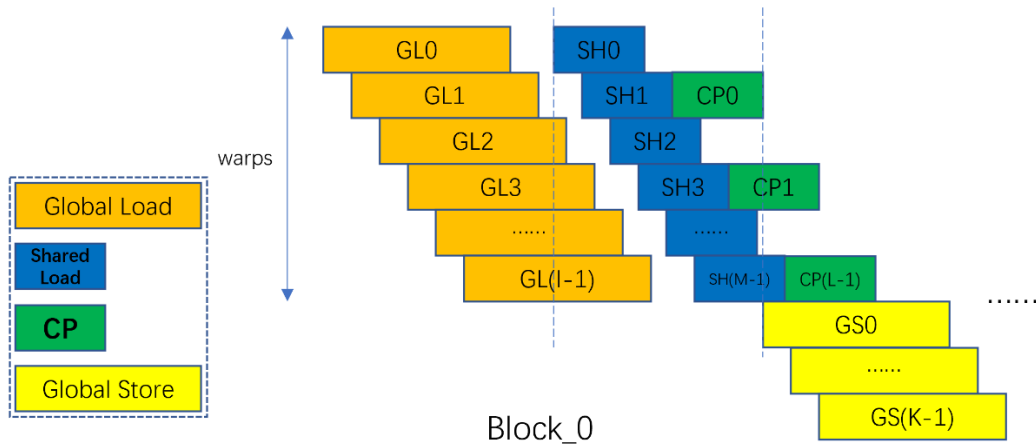 GL0
SH0
GL1
SH1
CP0
GL2
SH2
warps
GL3
SH3
CP1
Global Load
......
......
Shared
Load
GL(I-1)
SH(M-1)
CP(L-1)
......
CP
GS0
......
Global Store
GS(K-1)
Block_0